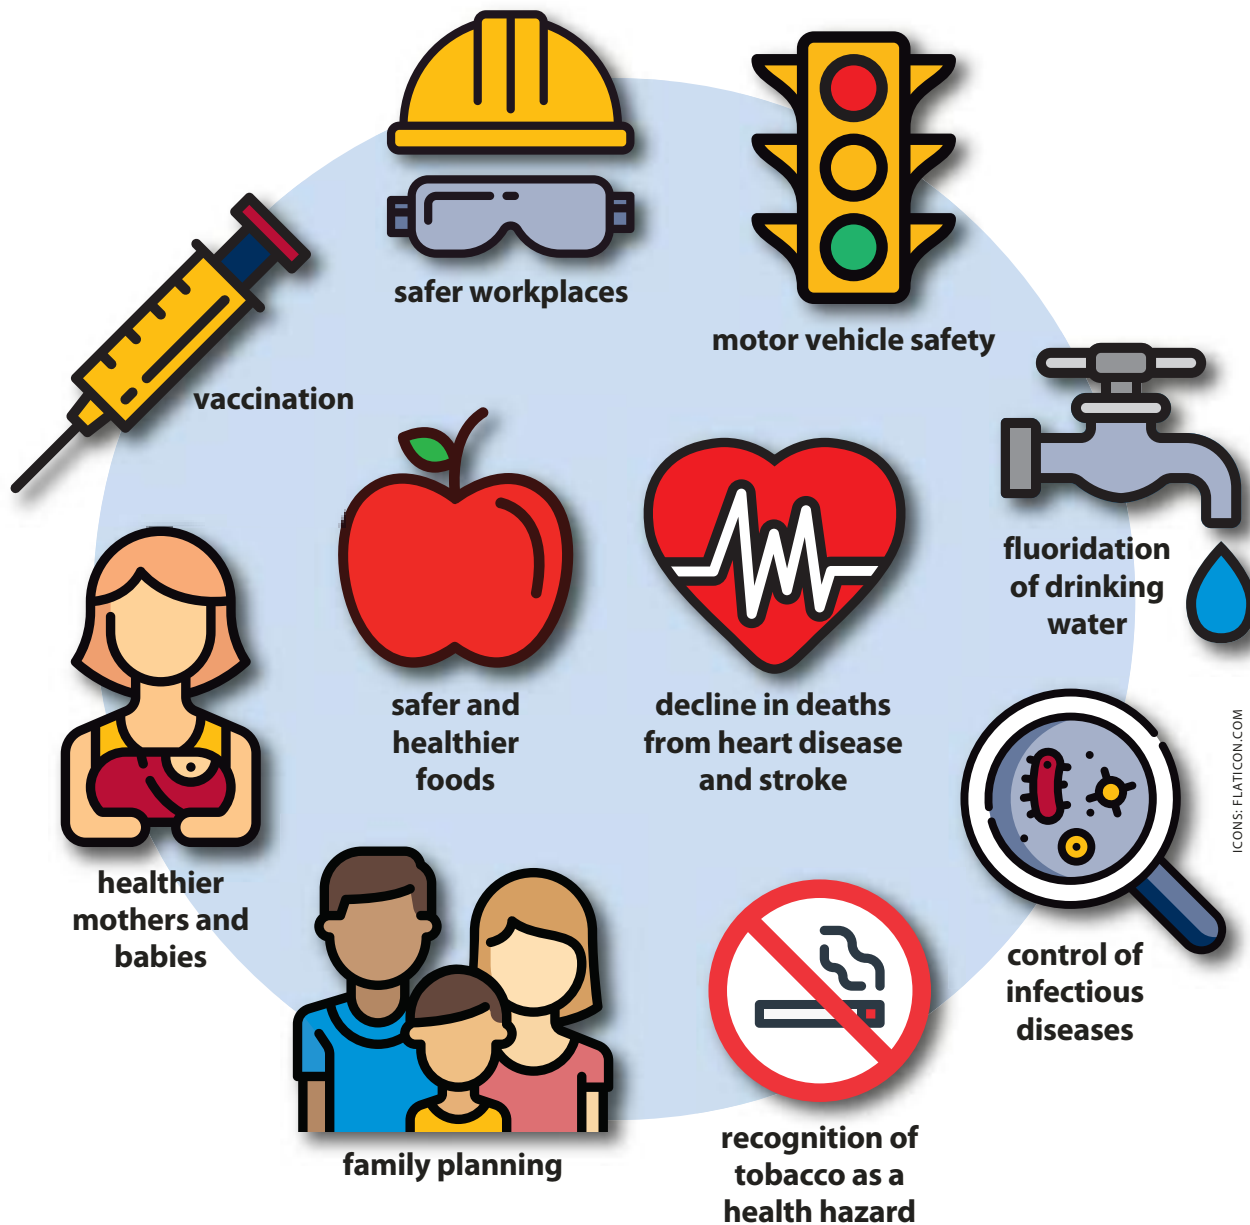 safer workplaces
motor vehicle safety
vaccination
fluoridation
of drinking
water
safer and
healthier
foods
decline in deaths
from heart disease
and stroke
healthier
mothers and
babies
control of
infectious
diseases
family planning
recognition of
tobacco as a
health hazard
ICONS: FLATICON.COM